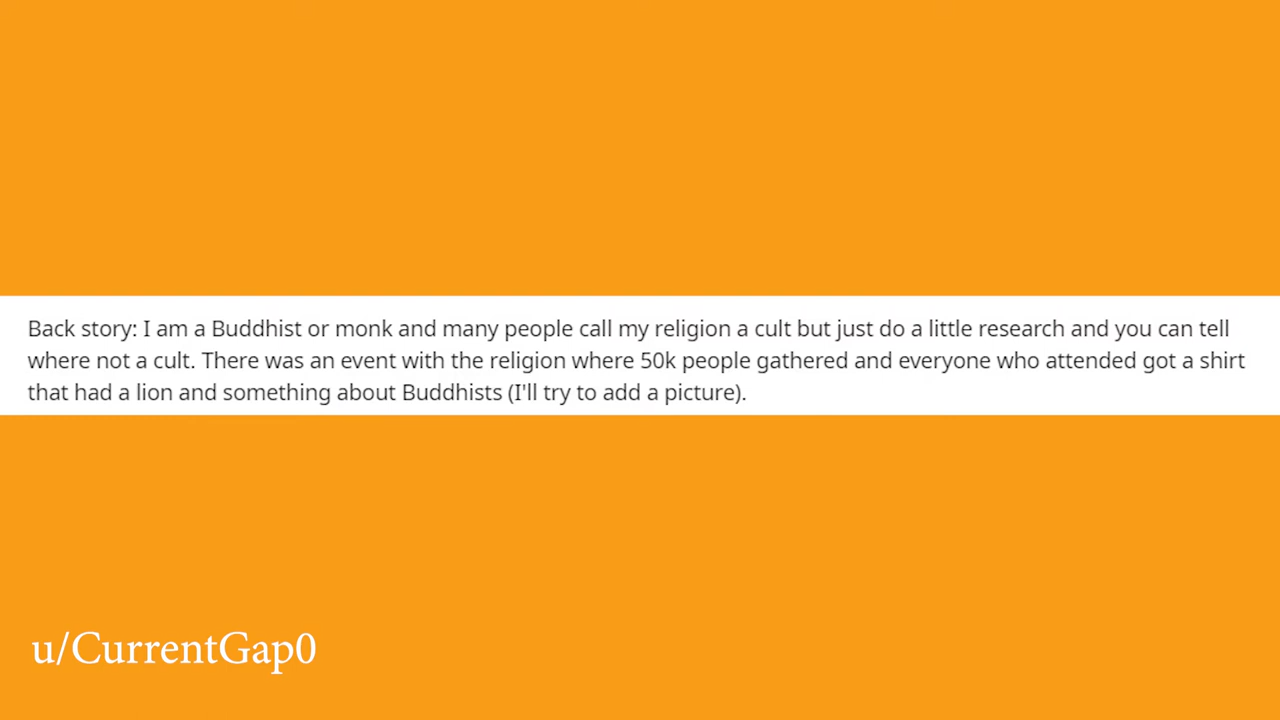 Back story: I am a Buddhist or monk and many people call my religion a cult but just do a little research and you can tell
where not a cult. There was an event with the religion where 50k people gathered and everyone who attended got a shirt
that had a lion and something about Buddhists (I'll try to add a picture).
u/CurrentGap0